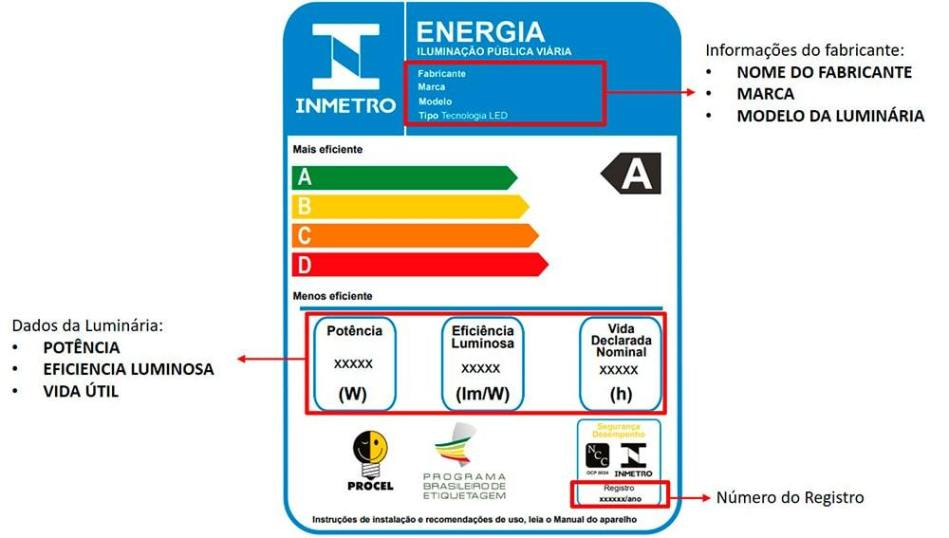 ENERGIA
ILUMINAÇÃO PÚBLICA VIÁRIA
INMETRO
Fabricante
Marca
Modelo
Tipo Tecnologia LED
Informações do fabricante:
• NOME DO FABRICANTE
• MARCA
• MODELO DA LUMINÁRIA
Mais eficiente
A
A
B
C
D
Menos eficiente
Dados da Luminária:
• POTÊNCIA
• EFICIENCIA LUMINOSA
• VIDA ÚTIL
Potência
XXXXX
(W)
Eficiência
Luminosa
XXXXX
(lm/W)
Vida
Declarada
Nominal
XXXXX
(h)
PROCEL
PROGRAMA
BRASILEIRO DE
ETIQUETAGEM
Segurança
Desempenho
NCC
OCP 0034
INMETRO
Registro
xxxxxx/ano
Número do Registro
Instruções de instalação e recomendações de uso, leia o Manual do aparelho